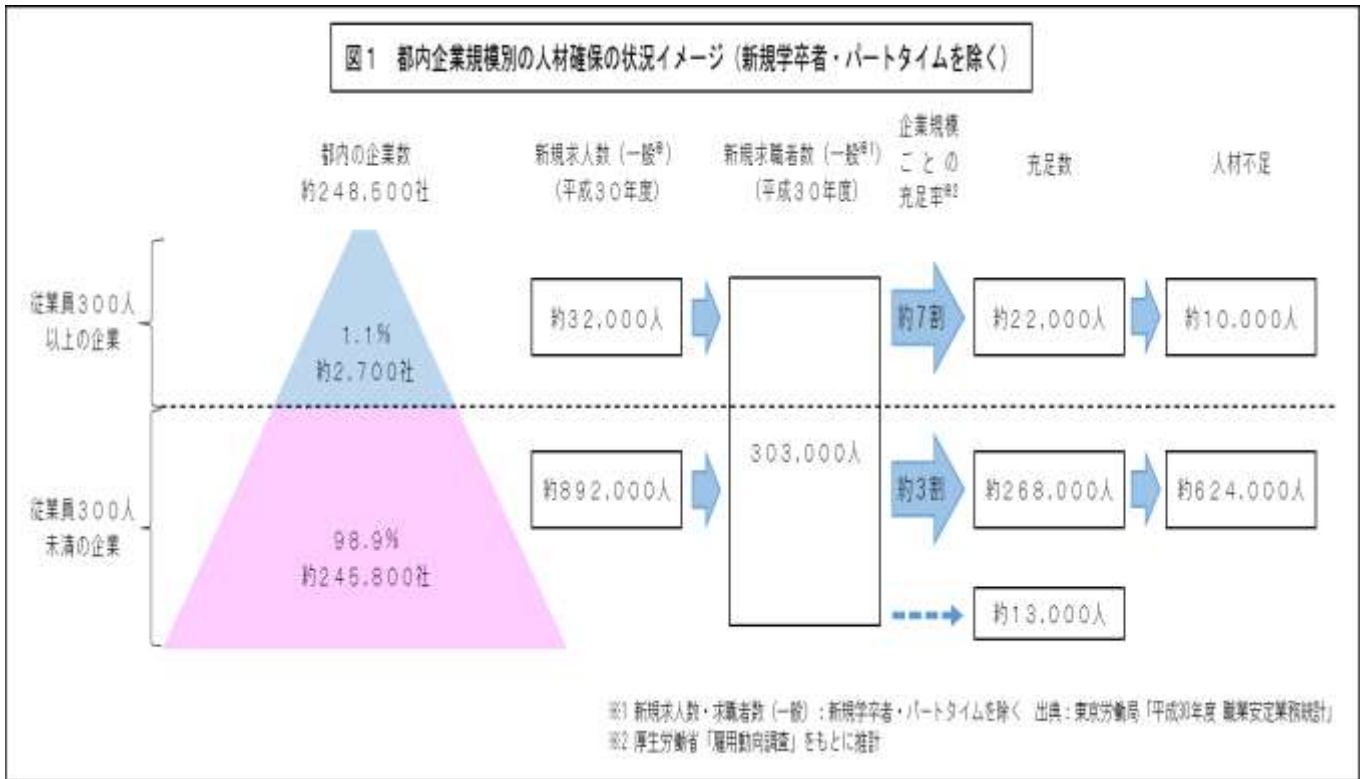 図1　都内企業規模別の人材確保の状況イメージ（新規学卒者・パートタイムを除く）
都内の企業数
約２４８,５００社
新規求人数（一般※）
（平成３０年度）
新規求職者数（一般※1）
（平成３０年度）
企業規模
ごとの
充足率※2
充足数
人材不足
従業員３００人
以上の企業
1.1%
約２,７００社
約３２,０００人
約7割
約２２,０００人
約１０,０００人
３０３,０００人
従業員３００人
未満の企業
98.9%
約２４５,８００社
約８９２,０００人
約3割
約２６８,０００人
約６２４,０００人
約１３,０００人
※1 新規求人数・求職者数（一般）：新規学卒者・パートタイムを除く　出典：東京労働局「平成30年度 職業安定業務統計」
※2 厚生労働省「雇用動向調査」をもとに推計